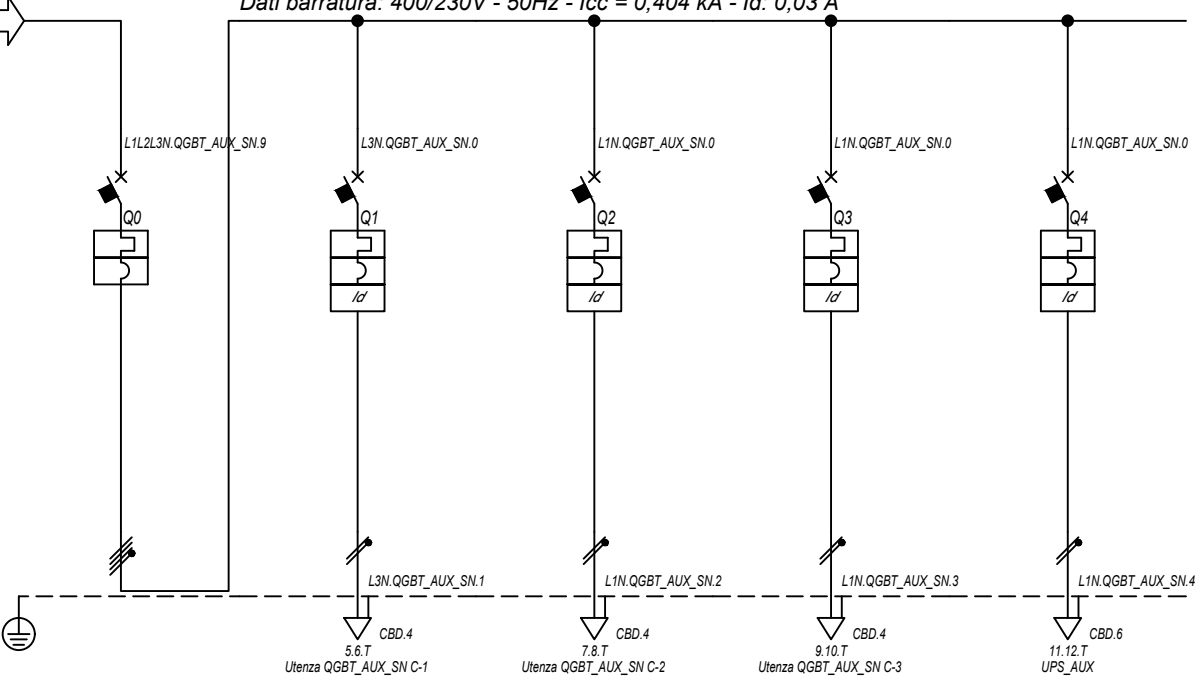 Dati barratura: 400/230V - 50Hz - Icc = 0,404 kA - Id: 0,03 A
L1L2L3N.QGBT_AUX_SN.9
L3N.QGBT_AUX_SN.0
L1N.QGBT_AUX_SN.0
L1N.QGBT_AUX_SN.0
L1N.QGBT_AUX_SN.0
Q0
Q1
Q2
Q3
Q4
Id
Id
Id
Id
L3N.QGBT_AUX_SN.1
L1N.QGBT_AUX_SN.2
L1N.QGBT_AUX_SN.3
L1N.QGBT_AUX_SN.4
CBD.4
CBD.4
CBD.4
CBD.6
5.6.T
7.8.T
9.10.T
11.12.T
Utenza QGBT_AUX_SN C-1
Utenza QGBT_AUX_SN C-2
Utenza QGBT_AUX_SN C-3
UPS_AUX